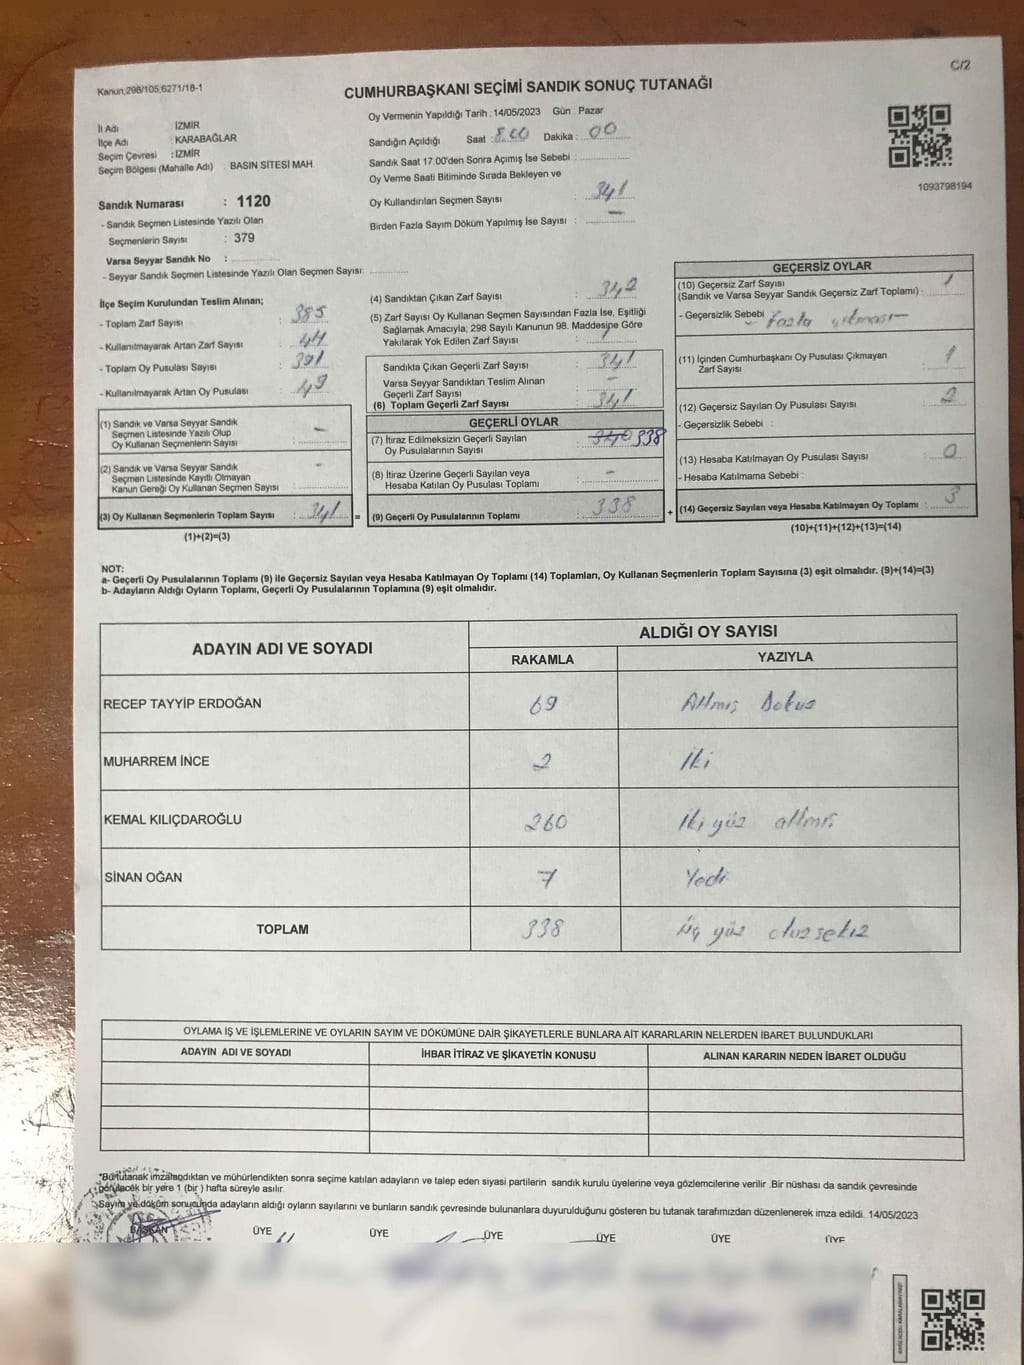 C/2
Kanun;298/105;6271/18-1
CUMHURBAŞKANI SEÇİMİ SANDIK SONUÇ TUTANAĞI
Oy Vermenin Yapıldığı Tarih : 14/05/2023 Gün : Pazar
İl Adı : İZMİR
İlçe Adı : KARABAĞLAR
Seçim Çevresi : İZMİR
Seçim Bölgesi (Mahalle Adı) : BASIN SİTESİ MAH
Sandığın Açıldığı Saat : 8.00 Dakika : 00
Sandık Saat 17.00'den Sonra Açımış İse Sebebi :
Oy Verme Saati Bitiminde Sırada Bekleyen ve
Oy Kullandırılan Seçmen Sayısı : 341
Birden Fazla Sayım Döküm Yapılmış İse Sayısı : —
1093798194
Sandık Numarası : 1120
- Sandık Seçmen Listesinde Yazılı Olan
Seçmenlerin Sayısı : 379
Varsa Seyyar Sandık No :
- Seyyar Sandık Seçmen Listesinde Yazılı Olan Seçmen Sayısı:
İlçe Seçim Kurulundan Teslim Alınan;
- Toplam Zarf Sayısı : 385
- Kullanılmayarak Artan Zarf Sayısı : 44
- Toplam Oy Pusulası Sayısı : 391
- Kullanılmayarak Artan Oy Pusulası : 49
(1) Sandık ve Varsa Seyyar Sandık
Seçmen Listesinde Yazılı Olup
Oy Kullanan Seçmenlerin Sayısı : —
(2) Sandık ve Varsa Seyyar Sandık
Seçmen Listesinde Kayıtlı Olmayan
Kanun Gereği Oy Kullanan Seçmen Sayısı : -
(3) Oy Kullanan Seçmenlerin Toplam Sayısı : 341 =
(1)+(2)=(3)
(4) Sandıktan Çıkan Zarf Sayısı : 342
(5) Zarf Sayısı Oy Kullanan Seçmen Sayısından Fazla İse, Eşitliği
Sağlamak Amacıyla; 298 Sayılı Kanunun 98. Maddesine Göre
Yakılarak Yok Edilen Zarf Sayısı : 1
Sandıkta Çıkan Geçerli Zarf Sayısı : 341
Varsa Seyyar Sandıktan Teslim Alınan
Geçerli Zarf Sayısı : —
(6) Toplam Geçerli Zarf Sayısı : 341
GEÇERLİ OYLAR
(7) İtiraz Edilmeksizin Geçerli Sayılan
Oy Pusulalarının Sayısı : 340 338
(8) İtiraz Üzerine Geçerli Sayılan veya
Hesaba Katılan Oy Pusulası Toplamı : —
(9) Geçerli Oy Pusulalarının Toplamı : 338 +
GEÇERSİZ OYLAR
(10) Geçersiz Zarf Sayısı
(Sandık ve Varsa Seyyar Sandık Geçersiz Zarf Toplamı) : 1
- Geçersizlik Sebebi : Fazla çıkması
(11) İçinden Cumhurbaşkanı Oy Pusulası Çıkmayan
Zarf Sayısı : 1
(12) Geçersiz Sayılan Oy Pusulası Sayısı : 2
- Geçersizlik Sebebi :
(13) Hesaba Katılmayan Oy Pusulası Sayısı : 0
- Hesaba Katılmama Sebebi :
(14) Geçersiz Sayılan veya Hesaba Katılmayan Oy Toplamı : 3
(10)+(11)+(12)+(13)=(14)
NOT:
a- Geçerli Oy Pusulalarının Toplamı (9) ile Geçersiz Sayılan veya Hesaba Katılmayan Oy Toplamı (14) Toplamları, Oy Kullanan Seçmenlerin Toplam Sayısına (3) eşit olmalıdır. (9)+(14)=(3)
b- Adayların Aldığı Oyların Toplamı, Geçerli Oy Pusulalarının Toplamına (9) eşit olmalıdır.
ADAYIN ADI VE SOYADI ALDIĞI OY SAYISI
RAKAMLA YAZIYLA
RECEP TAYYİP ERDOĞAN 69 Altmış Dokuz
MUHARREM İNCE 2 İki
KEMAL KILIÇDAROĞLU 260 İki yüz altmış
SİNAN OĞAN 7 Yedi
TOPLAM 338 üç yüz otuz sekiz
OYLAMA İŞ VE İŞLEMLERİNE VE OYLARIN SAYIM VE DÖKÜMÜNE DAİR ŞİKAYETLERLE BUNLARA AİT KARARLARIN NELERDEN İBARET BULUNDUKLARI
ADAYIN ADI VE SOYADI İHBAR İTİRAZ VE ŞİKAYETİN KONUSU ALINAN KARARIN NEDEN İBARET OLDUĞU
*Bu tutanak imzalandıktan ve mühürlendikten sonra seçime katılan adayların ve talep eden siyasi partilerin sandık kurulu üyelerine veya gözlemcilerine verilir .Bir nüshası da sandık çevresinde
görülecek bir yere 1 (bir ) hafta süreyle asılır.
Sayım ve döküm sonucunda adayların aldığı oyların sayılarını ve bunların sandık çevresinde bulunanlara duyurulduğunu gösteren bu tutanak tarafımızdan düzenlenerek imza edildi. 14/05/2023
BAŞKAN ÜYE ÜYE ÜYE ÜYE ÜYE ÜYE